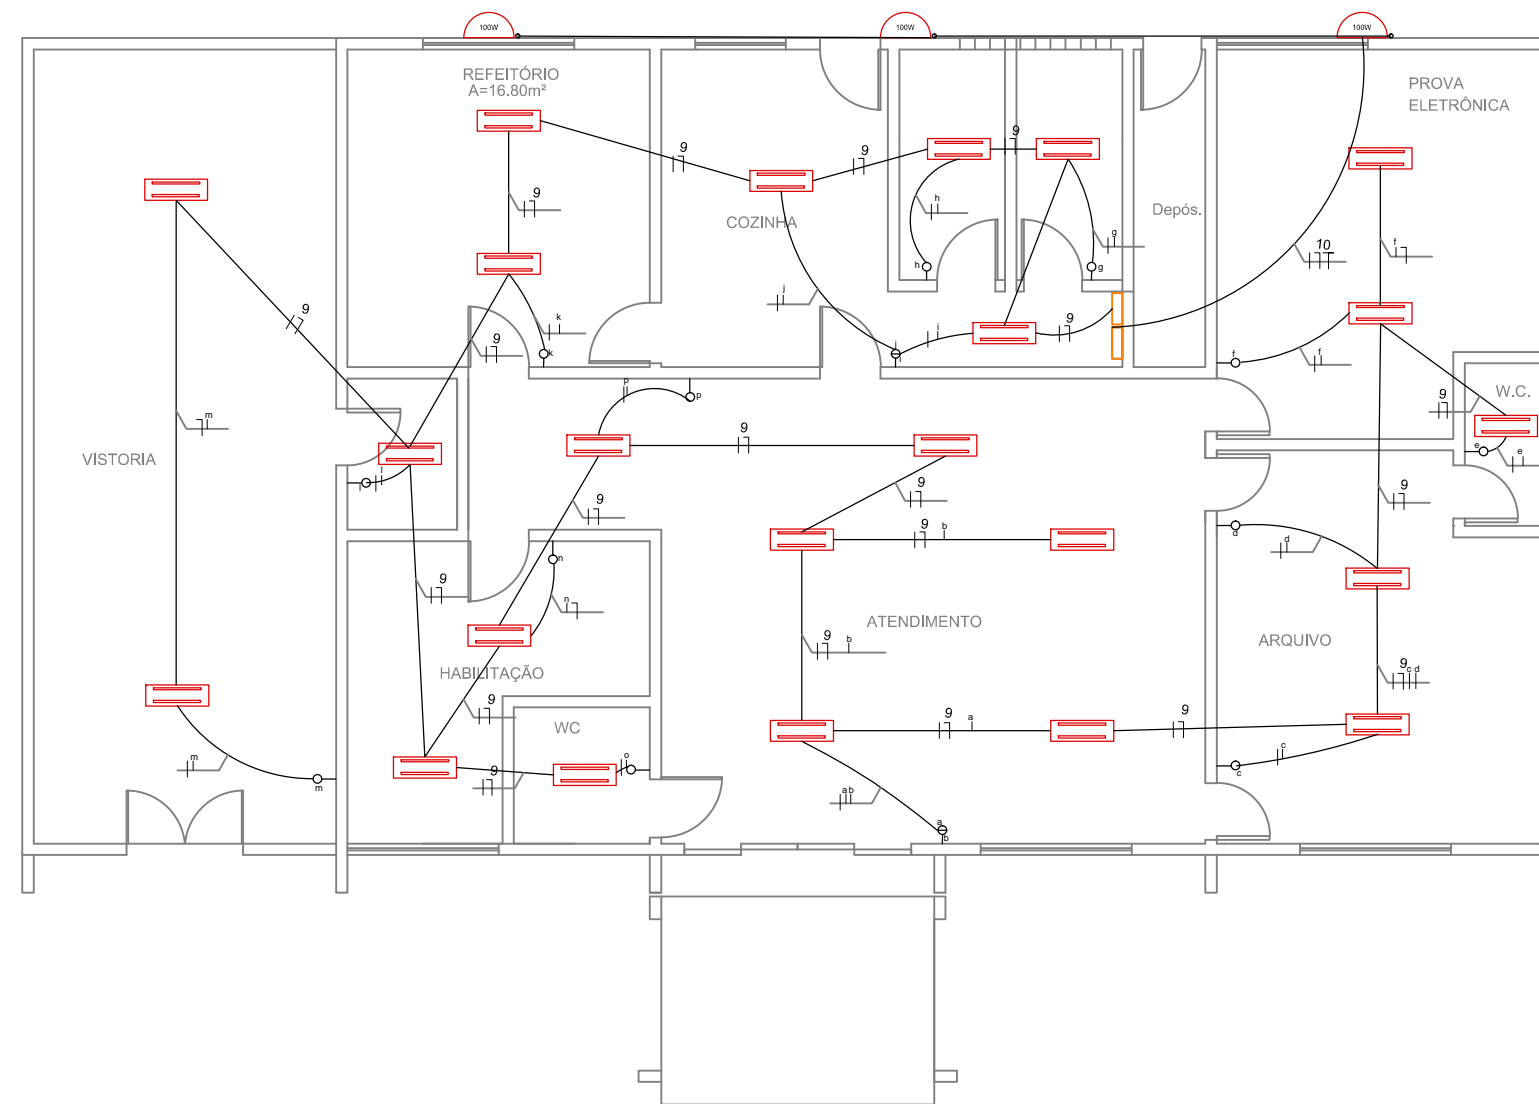 100W
100W
100W
REFEITÓRIO
A=16.80m²
PROVA
ELETRÔNICA
9
9
9
9
9
h
g
Depós.
COZINHA
h
g
10
f
9
j
k
9
9
i
9
j
i
k
f
f
p
p
9
W.C.
m
9
VISTORIA
l
l
e
e
9
9
9
9
b
d
d
n
9
n
ATENDIMENTO
ARQUIVO
9
b
HABILITAÇÃO
9
c d
9
WC
9
a
9
m
9
o
c
c
m
a b
a
b